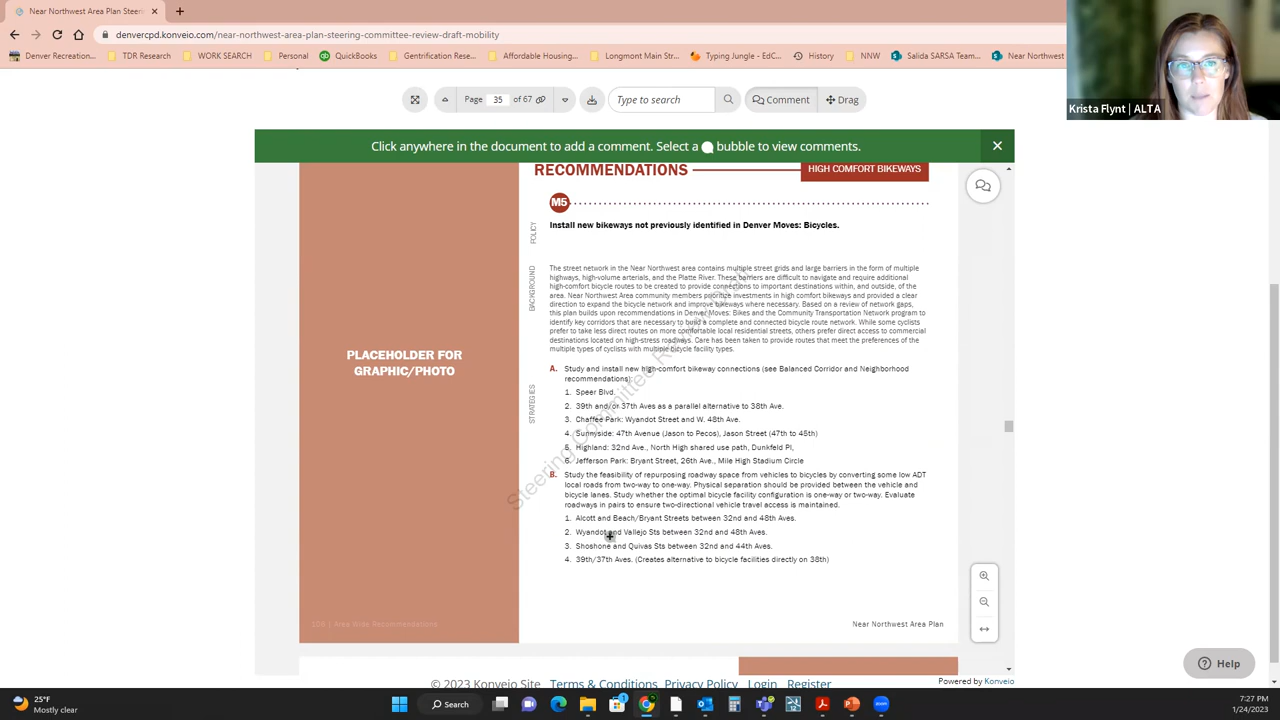 Near Northwest Area Plan Steerin
denvercpd.konveio.com/near-northwest-area-plan-steering-committee-review-draft-mobility
Denver Recreation...
TDR Research
WORK SEARCH
Personal
QuickBooks
Gentrification Rese...
Affordable Housing...
Longmont Main Str...
Typing Jungle - EdC...
History
NNW
Salida SARSA Team...
Near Northwest
Krista Flynt | ALTA
Page 35 of 67
Type to search
Comment
Drag
Click anywhere in the document to add a comment. Select a bubble to view comments.
RECOMMENDATIONS
HIGH COMFORT BIKEWAYS
M5
POLICY
Install new bikeways not previously identified in Denver Moves: Bicycles.
BACKGROUND
The street network in the Near Northwest area contains multiple street grids and large barriers in the form of multiple
highways, high-volume arterials, and the Platte River. These barriers are difficult to navigate and require additional
high-comfort bicycle routes to be created to provide connections to important destinations within, and outside, of the
area. Near Northwest Area community members prioritize investments in high comfort bikeways and provided a clear
direction to expand the bicycle network and improve bikeways where necessary. Based on a review of network gaps,
this plan builds upon recommendations in Denver Moves: Bikes and the Community Transportation Network program to
identify key corridors that are necessary to build a complete and connected bicycle route network. While some cyclists
prefer to take less direct routes on more comfortable local residential streets, others prefer direct access to commercial
destinations located on high-stress roadways. Care has been taken to provide routes that meet the preferences of the
multiple types of cyclists with multiple bicycle facility types.
PLACEHOLDER FOR
GRAPHIC/PHOTO
STRATEGIES
A. Study and install new high-comfort bikeway connections (see Balanced Corridor and Neighborhood
recommendations):
1. Speer Blvd.
2. 39th and/or 37th Aves as a parallel alternative to 38th Ave.
3. Chaffee Park: Wyandot Street and W. 48th Ave.
4. Sunnyside: 47th Avenue (Jason to Pecos), Jason Street (47th to 45th)
5. Highland: 32nd Ave., North High shared use path, Dunkfeld Pl,
6. Jefferson Park: Bryant Street, 26th Ave., Mile High Stadium Circle
B. Study the feasibility of repurposing roadway space from vehicles to bicycles by converting some low ADT
local roads from two-way to one-way. Physical separation should be provided between the vehicle and
bicycle lanes. Study whether the optimal bicycle facility configuration is one-way or two-way. Evaluate
roadways in pairs to ensure two-directional vehicle travel access is maintained.
1. Alcott and Beach/Bryant Streets between 32nd and 48th Aves.
2. Wyandot and Vallejo Sts between 32nd and 48th Aves.
3. Shoshone and Quivas Sts between 32nd and 44th Aves.
4. 39th/37th Aves. (Creates alternative to bicycle facilities directly on 38th)
Steering Committee Review Draft
| Area Wide Recommendations
Near Northwest Area Plan
© 2023 Konveio Site
Terms & Conditions
Privacy Policy
Login
Register
Powered by Konveio
Help
25°F
Mostly clear
Search
7:27 PM
1/24/2023